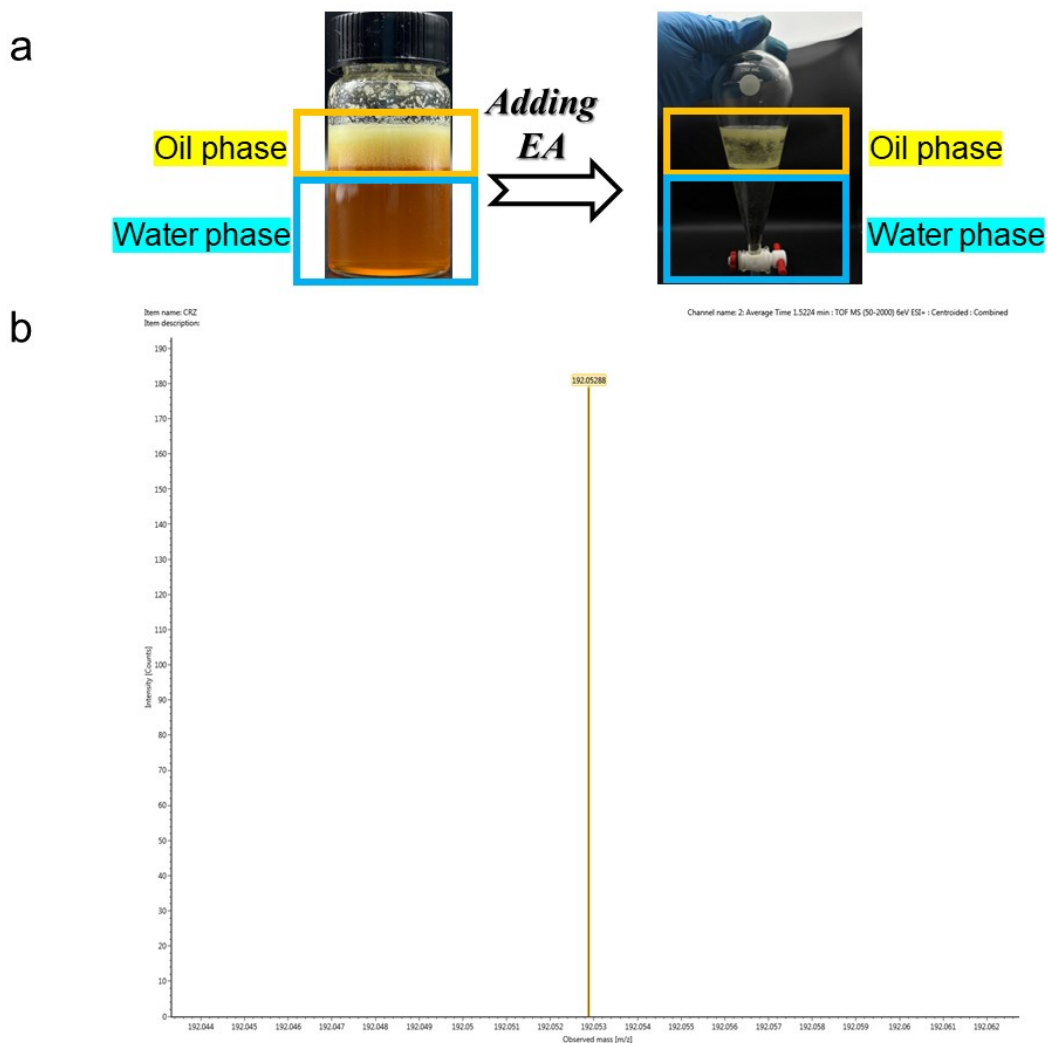 a
Adding
EA
Oil phase
Water phase
Oil phase
Water phase
b
Item name: CRZ
Item description:
Channel name: 2: Average Time 1.5224 min : TOF MS (50-2000) 6eV ESI+ : Centroided : Combined
192.05288
Intensity [Counts]
190
180
170
160
150
140
130
120
110
100
90
80
70
60
50
40
30
20
10
0
192.044 192.045 192.046 192.047 192.048 192.049 192.05 192.051 192.052 192.053 192.054 192.055 192.056 192.057 192.058 192.059 192.06 192.061 192.062
Observed mass [m/z]